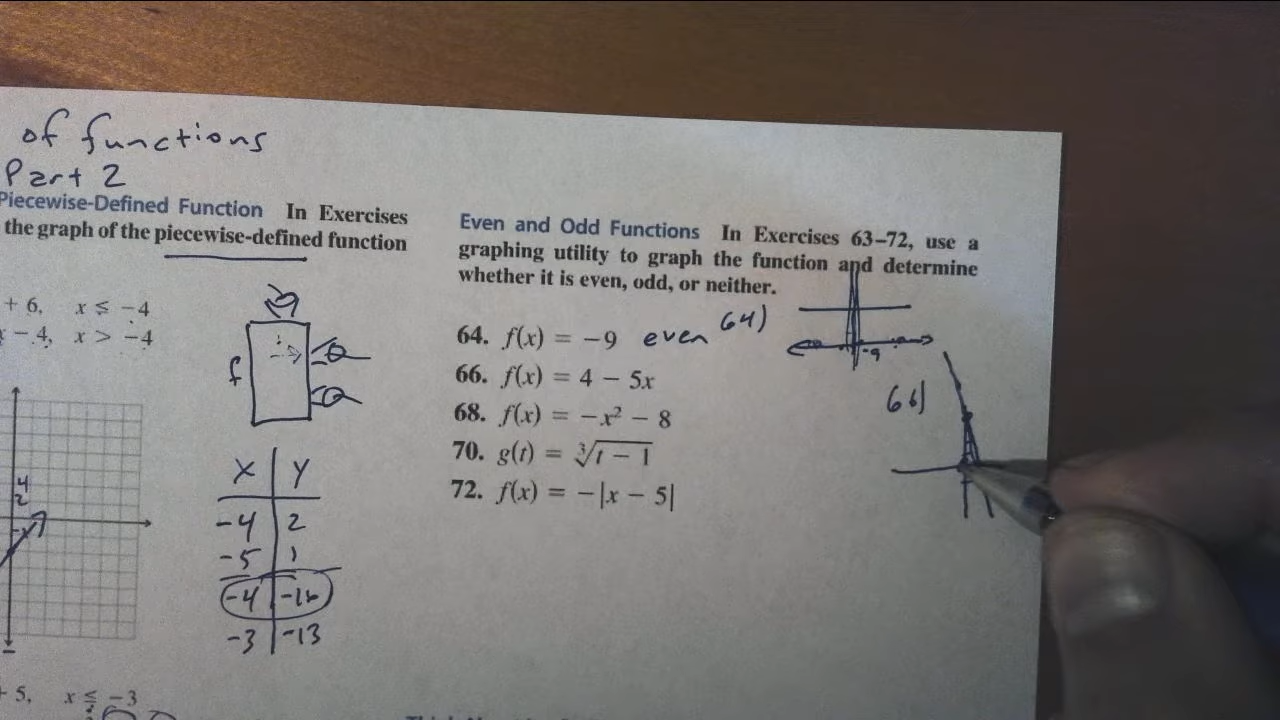 of functions
Part 2
Piecewise-Defined Function In Exercises
the graph of the piecewise-defined function
+ 6, x ≤ -4
x - 4, x > -4
f
4
2
x y
-4 2
-5 1
-4 -16
-3 -13
+ 5, x ≤ -3
Even and Odd Functions In Exercises 63–72, use a
graphing utility to graph the function and determine
whether it is even, odd, or neither.
64. f(x) = -9 even
66. f(x) = 4 - 5x
68. f(x) = -x² - 8
70. g(t) = ∛t - 1
72. f(x) = -|x - 5|
64)
-9
66)